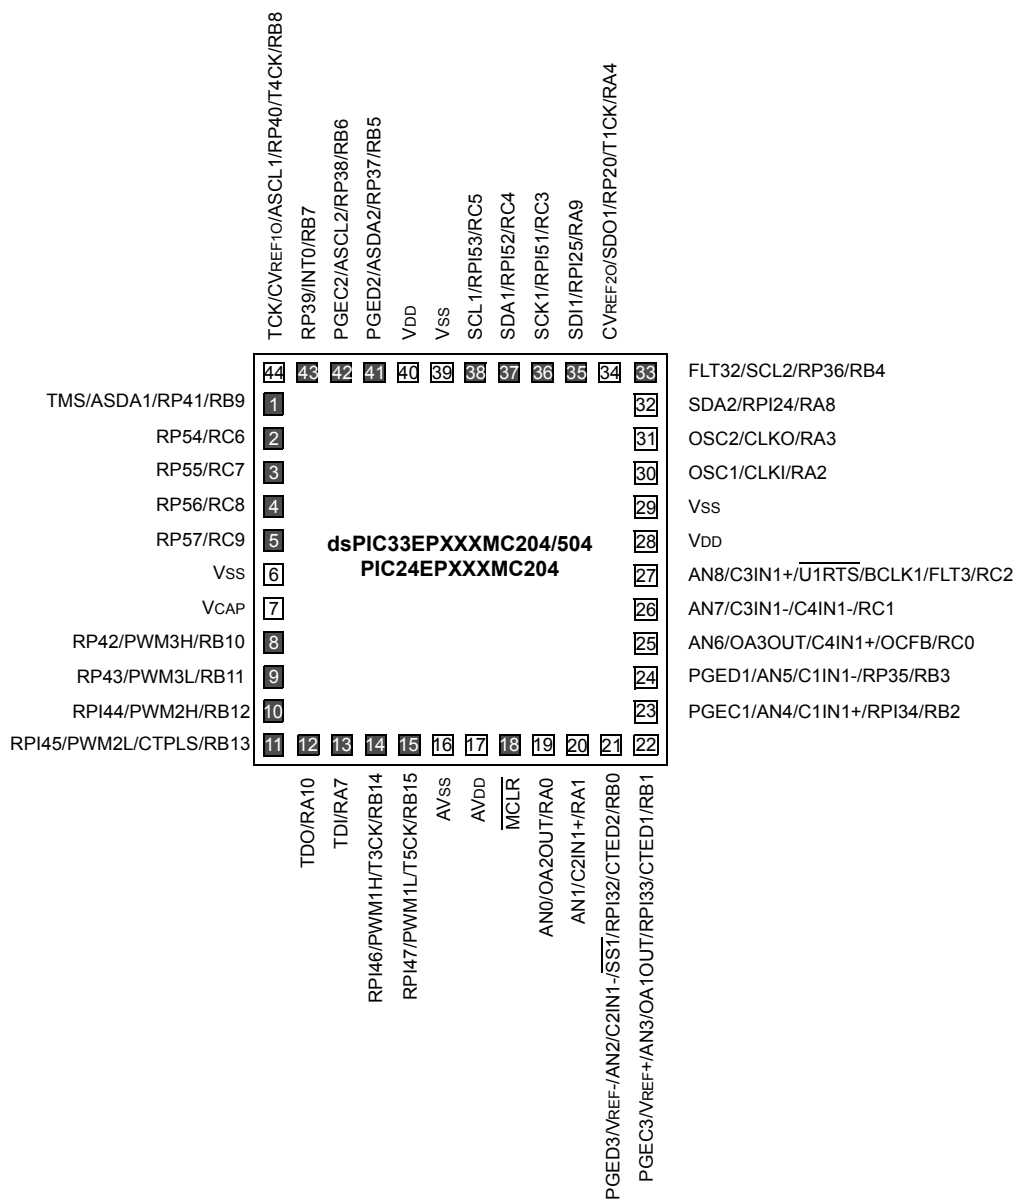 TCK/CVREF1O/ASCL1/RP40/T4CK/RB8
RP39/INT0/RB7
PGEC2/ASCL2/RP38/RB6
PGED2/ASDA2/RP37/RB5
VDD
VSS
SCL1/RPI53/RC5
SDA1/RPI52/RC4
SCK1/RPI51/RC3
SDI1/RPI25/RA9
CVREF2O/SDO1/RP20/T1CK/RA4
44 43 42 41 40 39 38 37 36 35 34 33 FLT32/SCL2/RP36/RB4
TMS/ASDA1/RP41/RB9 1 32 SDA2/RPI24/RA8
RP54/RC6 2 31 OSC2/CLKO/RA3
RP55/RC7 3 30 OSC1/CLKI/RA2
RP56/RC8 4 29 VSS
RP57/RC9 5 dsPIC33EPXXXMC204/504 28 VDD
VSS 6 PIC24EPXXXMC204 27 AN8/C3IN1+/U1RTS/BCLK1/FLT3/RC2
VCAP 7 26 AN7/C3IN1-/C4IN1-/RC1
RP42/PWM3H/RB10 8 25 AN6/OA3OUT/C4IN1+/OCFB/RC0
RP43/PWM3L/RB11 9 24 PGED1/AN5/C1IN1-/RP35/RB3
RPI44/PWM2H/RB12 10 23 PGEC1/AN4/C1IN1+/RPI34/RB2
RPI45/PWM2L/CTPLS/RB13 11 12 13 14 15 16 17 18 19 20 21 22
TDO/RA10
TDI/RA7
RPI46/PWM1H/T3CK/RB14
RPI47/PWM1L/T5CK/RB15
AVSS
AVDD
MCLR
AN0/OA2OUT/RA0
AN1/C2IN1+/RA1
PGED3/VREF-/AN2/C2IN1-/SS1/RPI32/CTED2/RB0
PGEC3/VREF+/AN3/OA1OUT/RPI33/CTED1/RB1